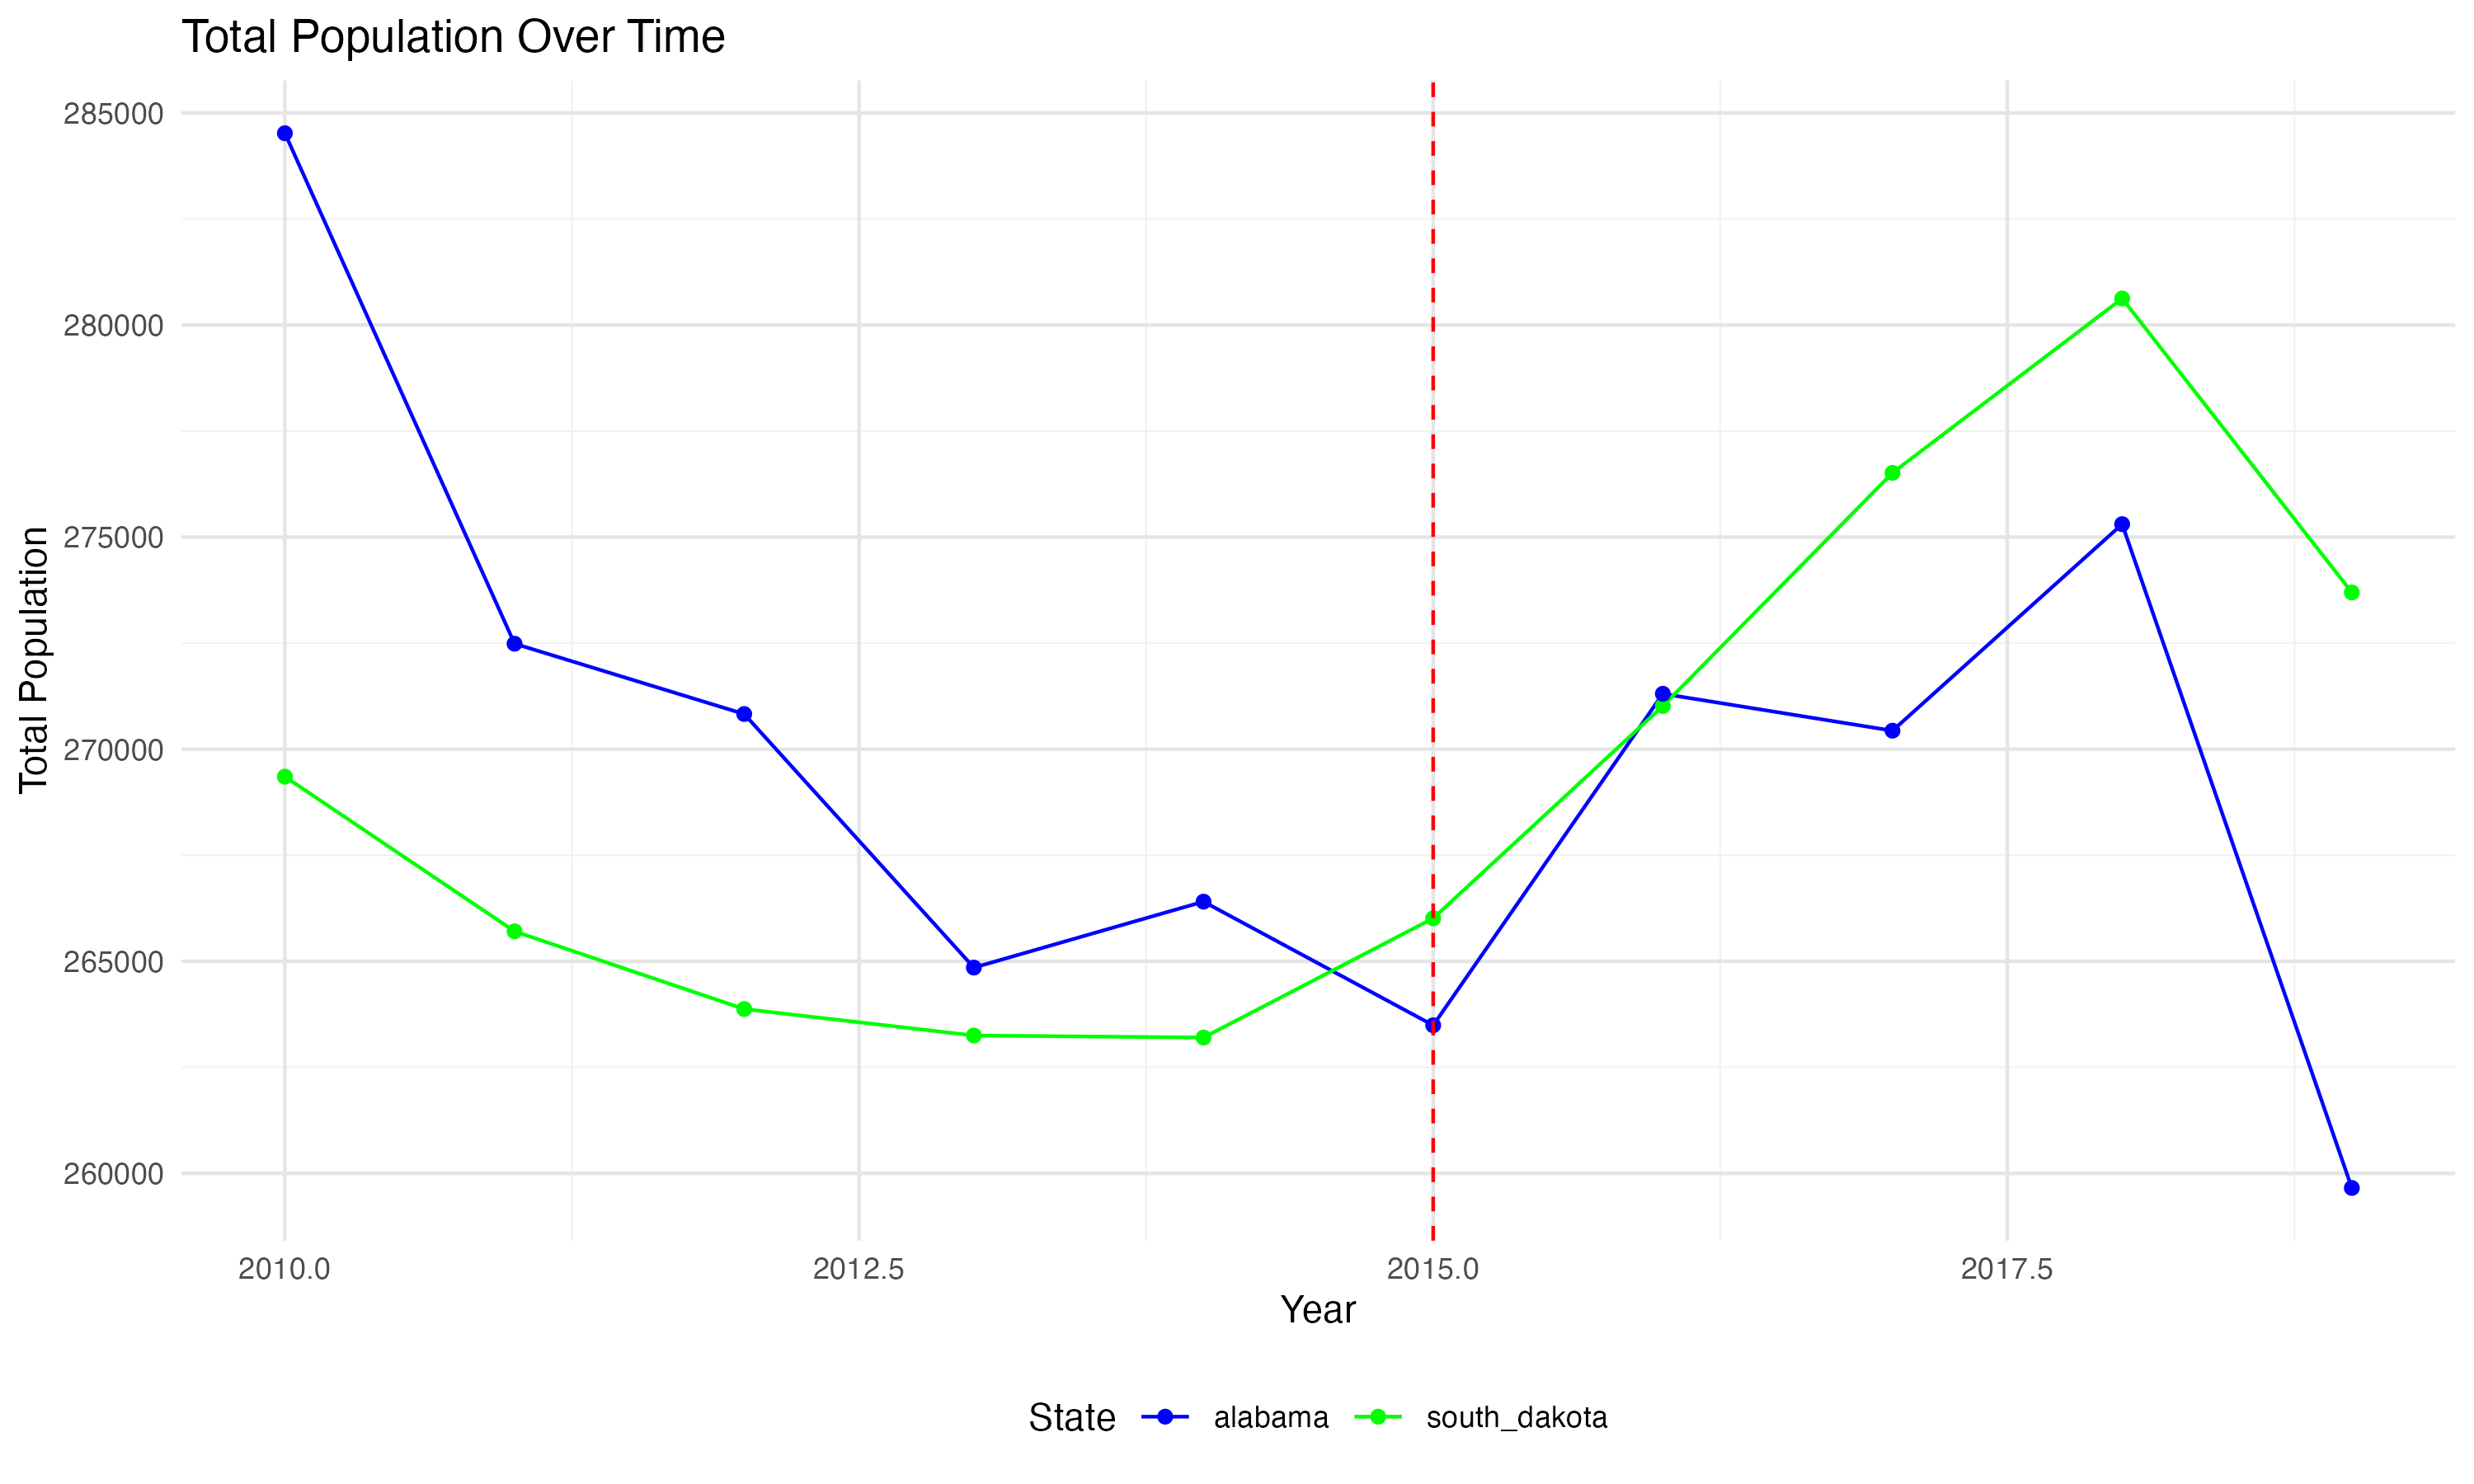 Total Population Over Time
Total Population
285000
280000
275000
270000
265000
260000
2010.0 2012.5 2015.0 2017.5
Year
State alabama south_dakota